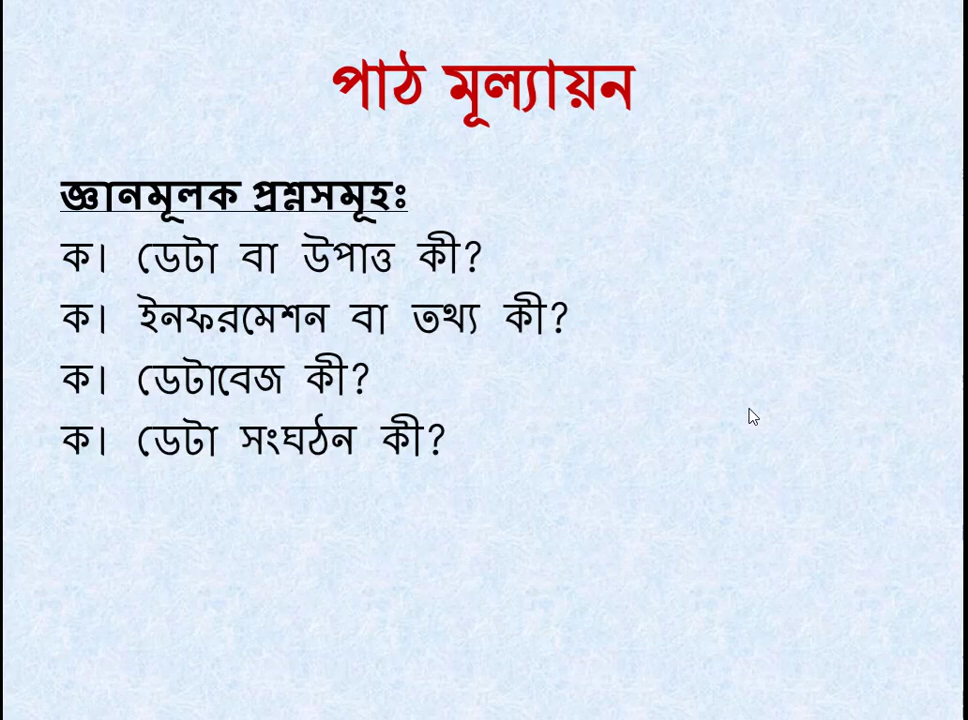 পাঠ মূল্যায়ন
জ্ঞানমূলক প্রশ্নসমূহঃ
ক। ডেটা বা উপাত্ত কী?
ক। ইনফরমেশন বা তথ্য কী?
ক। ডেটাবেজ কী?
ক। ডেটা সংঘঠন কী?